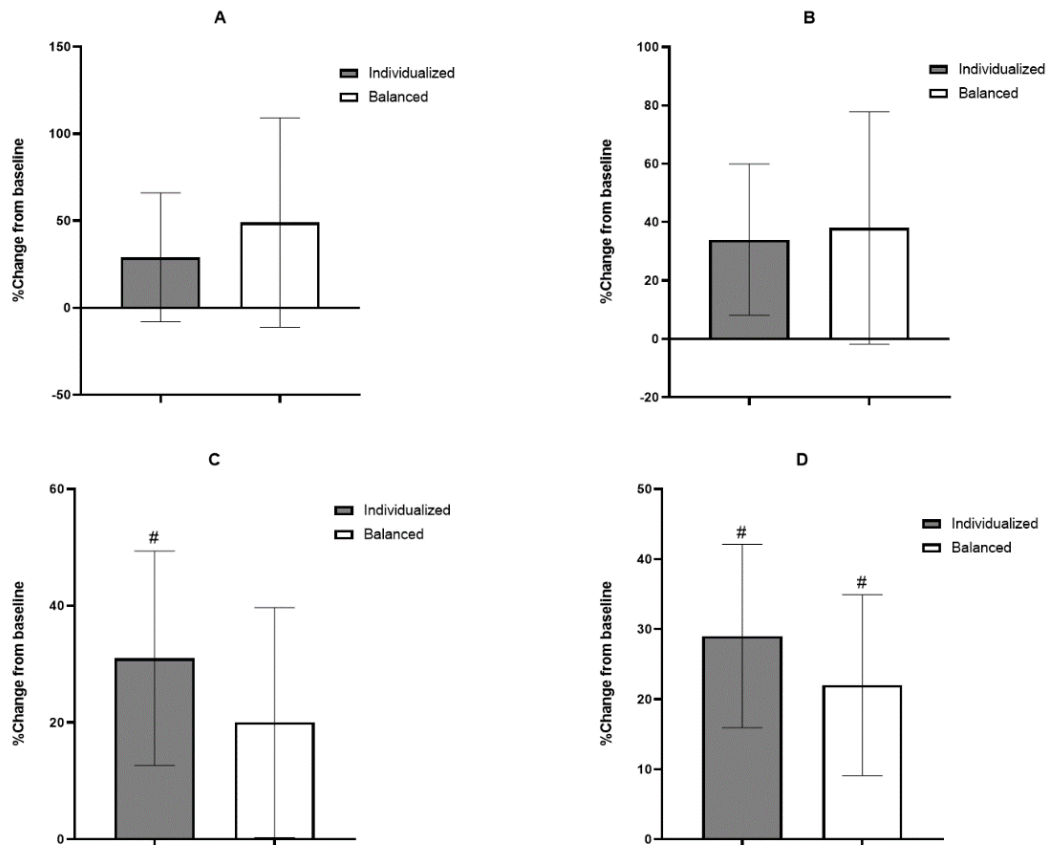 A
%Change from baseline
150
100
50
0
-50
Individualized
Balanced
B
%Change from baseline
100
80
60
40
20
0
-20
Individualized
Balanced
C
%Change from baseline
60
40
20
0
#
Individualized
Balanced
D
%Change from baseline
50
40
30
20
10
0
#
#
Individualized
Balanced